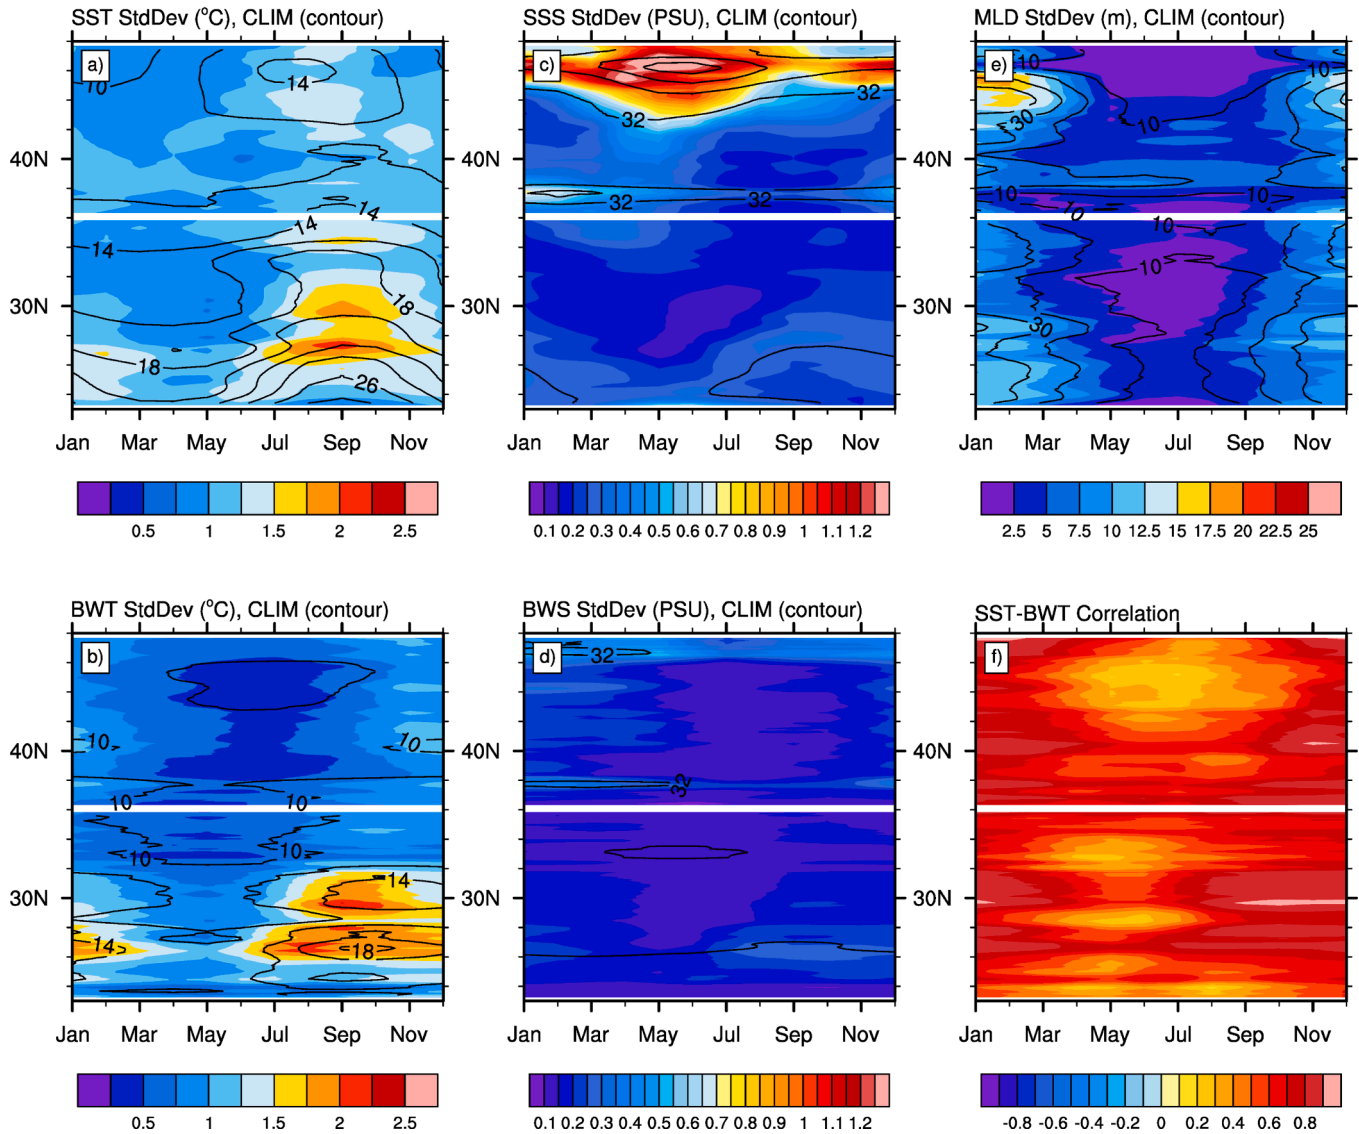 SST StdDev (°C), CLIM (contour)
a)
10
14
14
14
14
18
18
26
40N
30N
Jan Mar May Jul Sep Nov
0.5 1 1.5 2 2.5
SSS StdDev (PSU), CLIM (contour)
c)
32
32
32
32
Jan Mar May Jul Sep Nov
0.1 0.2 0.3 0.4 0.5 0.6 0.7 0.8 0.9 1 1.1 1.2
40N
30N
MLD StdDev (m), CLIM (contour)
e)
10
10
30
10
10
10
10
10
10
30
40N
30N
Jan Mar May Jul Sep Nov
2.5 5 7.5 10 12.5 15 17.5 20 22.5 25
BWT StdDev (°C), CLIM (contour)
b)
10
10
10
10
10
10
14
14
18
40N
30N
Jan Mar May Jul Sep Nov
0.5 1 1.5 2 2.5
BWS StdDev (PSU), CLIM (contour)
d)
32
32
40N
30N
Jan Mar May Jul Sep Nov
0.1 0.2 0.3 0.4 0.5 0.6 0.7 0.8 0.9 1 1.1 1.2
SST-BWT Correlation
f)
40N
30N
Jan Mar May Jul Sep Nov
-0.8 -0.6 -0.4 -0.2 0 0.2 0.4 0.6 0.8